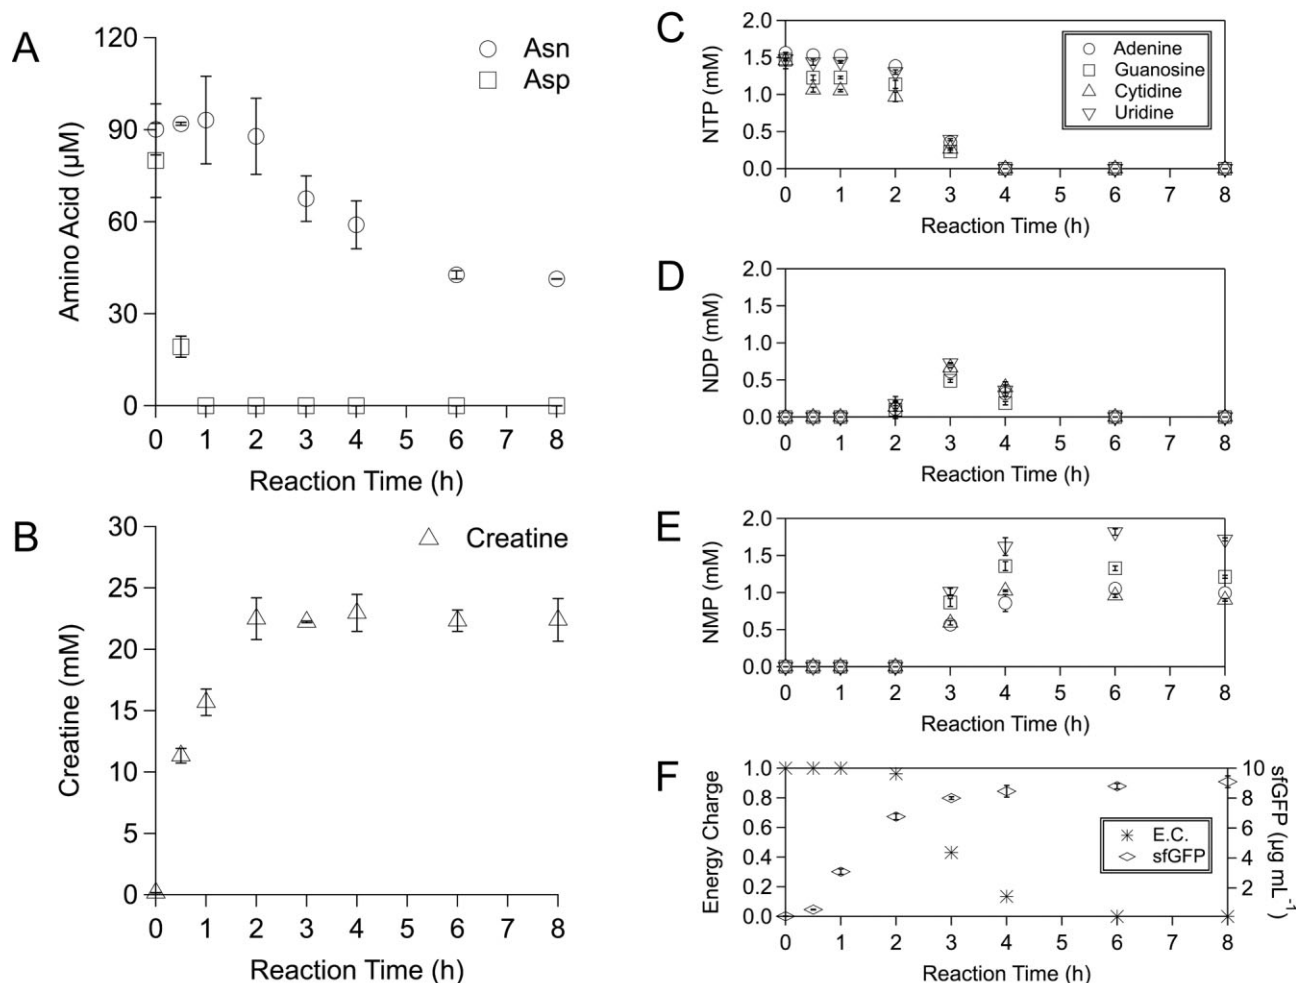 A
120
90
60
30
0
Amino Acid (µM)
Asn
Asp
0 1 2 3 4 5 6 7 8
Reaction Time (h)
B
30
25
20
15
10
5
0
Creatine (mM)
Creatine
0 1 2 3 4 5 6 7 8
Reaction Time (h)
C
2.0
1.5
1.0
0.5
0.0
NTP (mM)
Adenine
Guanosine
Cytidine
Uridine
0 1 2 3 4 5 6 7 8
Reaction Time (h)
D
2.0
1.5
1.0
0.5
0.0
NDP (mM)
0 1 2 3 4 5 6 7 8
Reaction Time (h)
E
2.0
1.5
1.0
0.5
0.0
NMP (mM)
0 1 2 3 4 5 6 7 8
Reaction Time (h)
F
1.0
0.8
0.6
0.4
0.2
0.0
Energy Charge
E.C.
sfGFP
10
8
6
4
2
sfGFP (µg mL⁻¹)
0 1 2 3 4 5 6 7 8
Reaction Time (h)